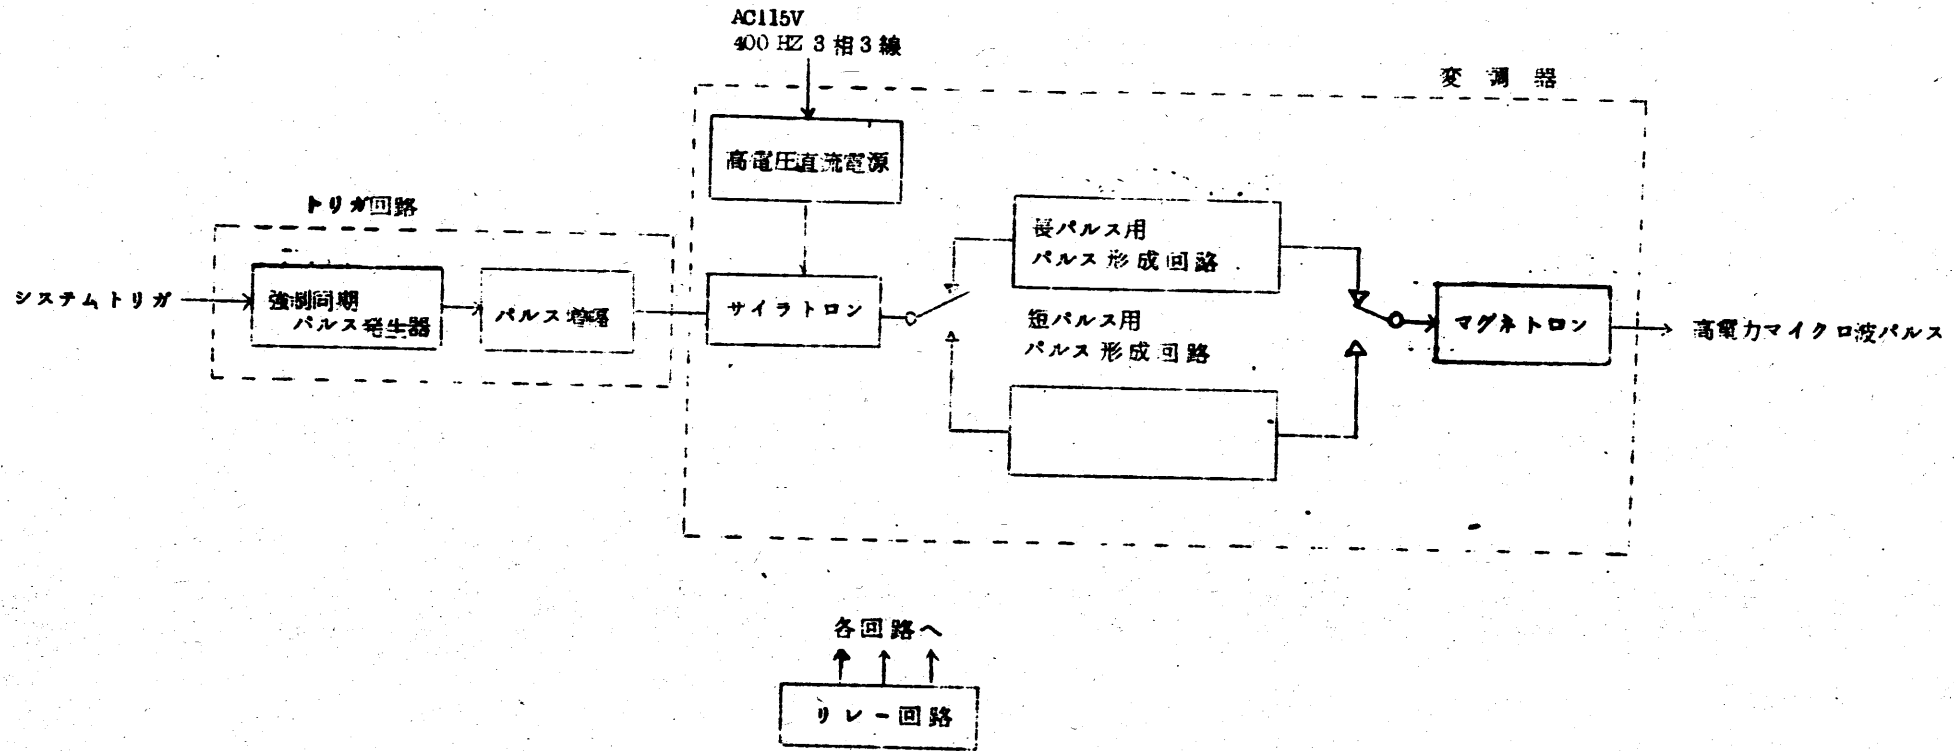 AC115V
400 HZ 3相3線
変調器
高電圧直流電源
トリガ回路
長パルス用
パルス形成回路
システムトリガ
強制同期
パルス発生器
パルス増幅
サイラトロン
短パルス用
パルス形成回路
マグネトロン
高電力マイクロ波パルス
各回路へ
リレー回路